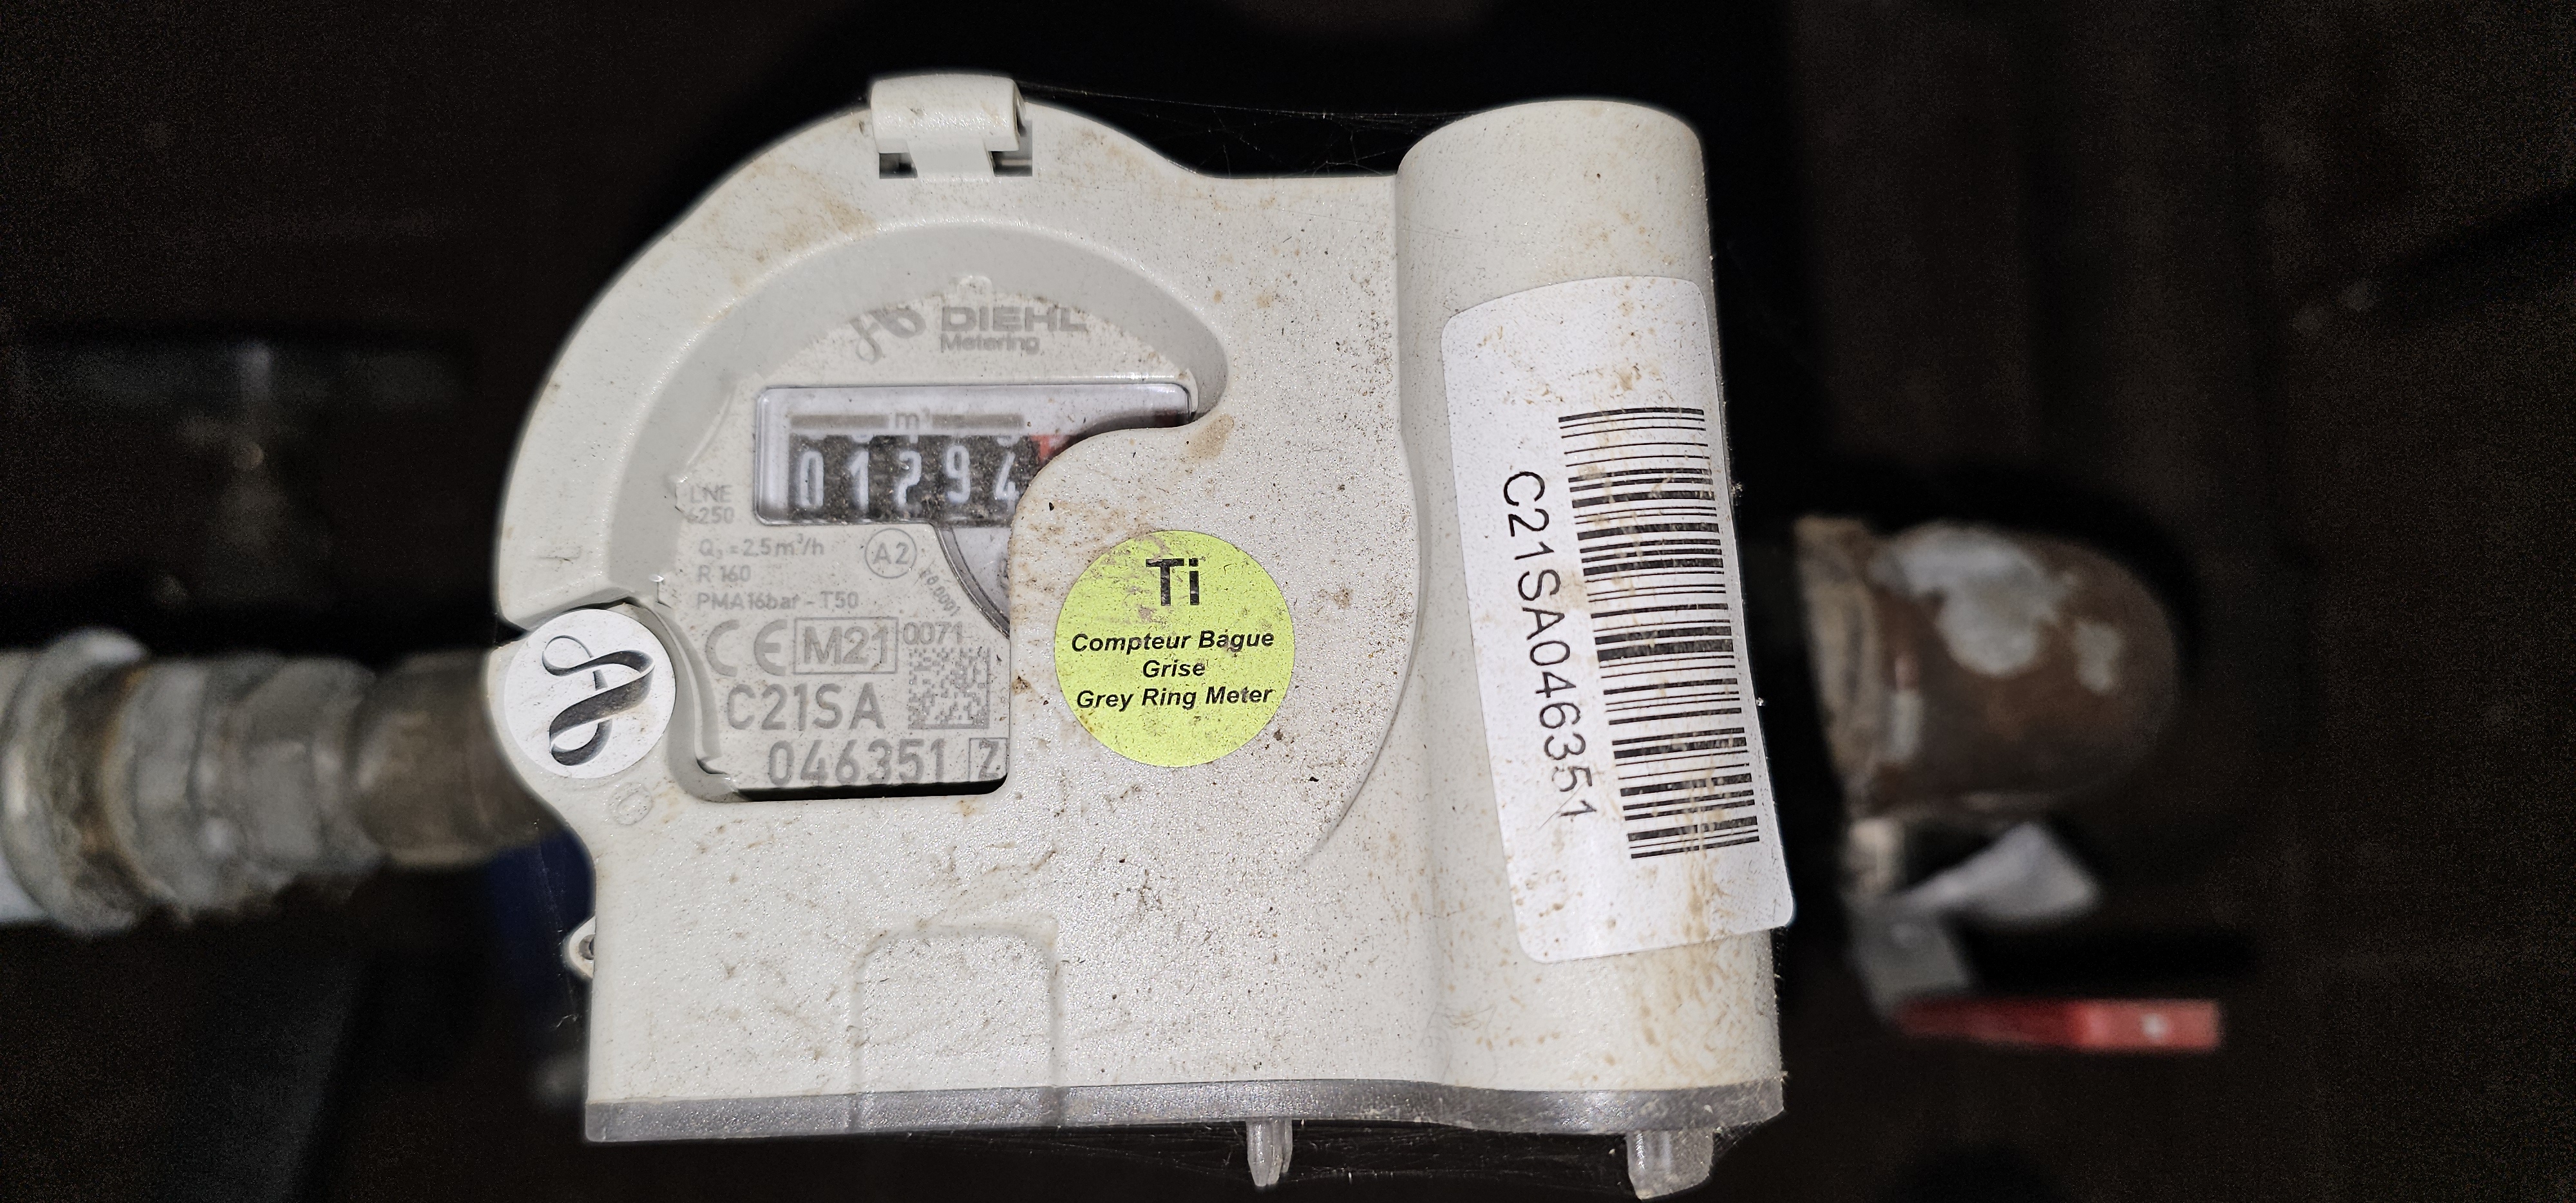 DIEHL
Metering
m³
01294
LNE
6250
Q₃ = 2,5 m³/h
A2
R 160
PMA16bar - T50
CE M21 0071
C21SA
046351 Z
Ti
Compteur Bague
Grise
Grey Ring Meter
C21SA046351